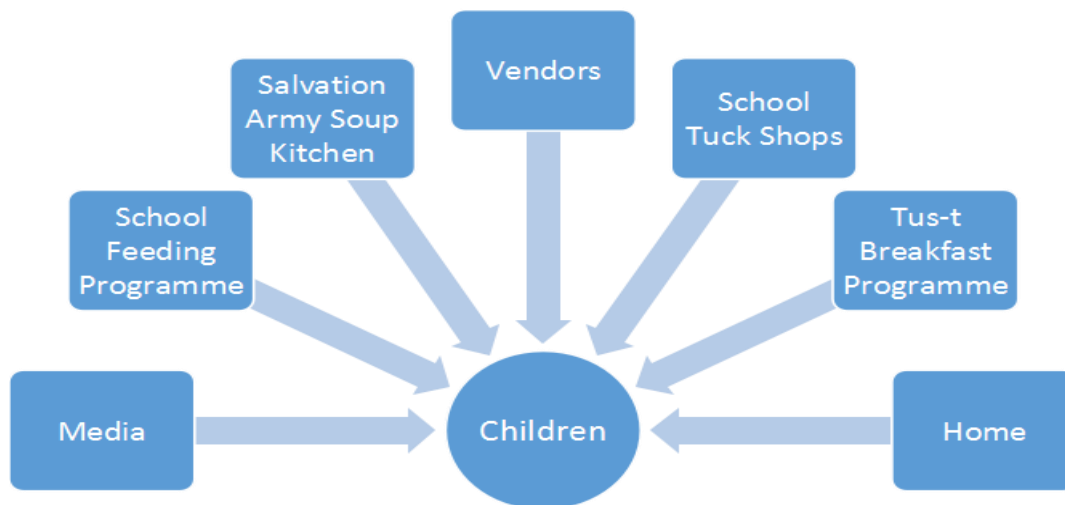 Vendors
Salvation
Army Soup
Kitchen
School
Tuck Shops
School
Feeding
Programme
Tus-t
Breakfast
Programme
Media
Children
Home